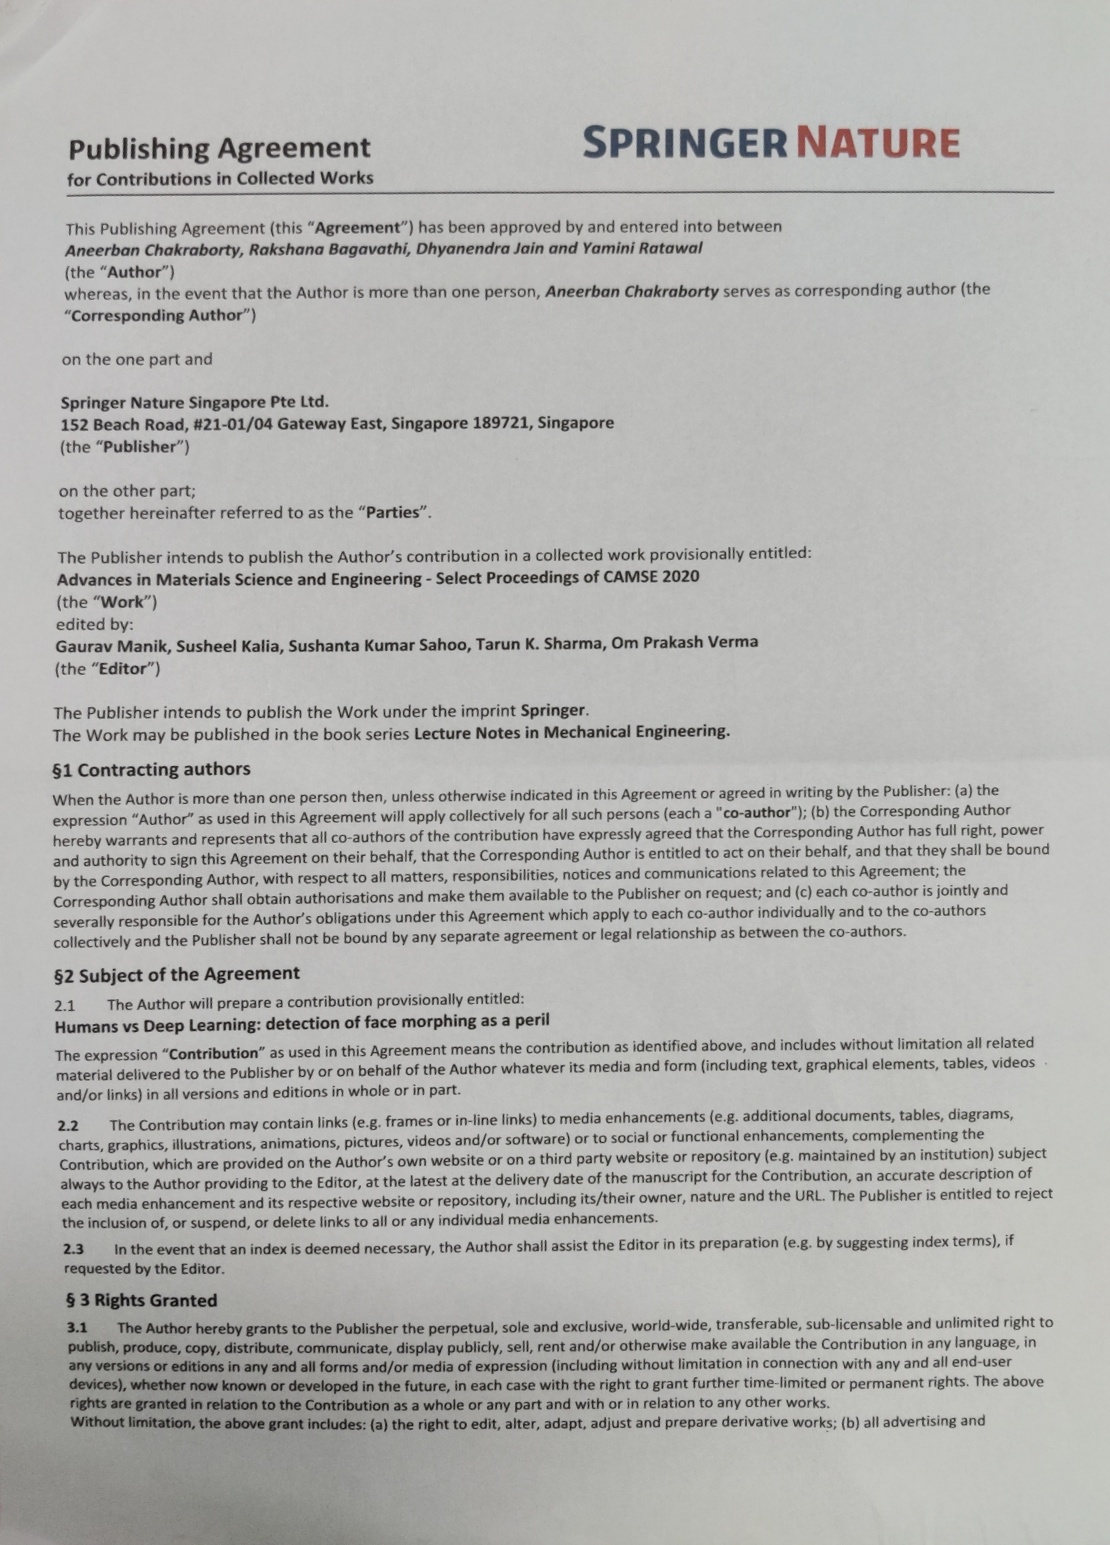 Publishing Agreement
SPRINGER NATURE
for Contributions in Collected Works
This Publishing Agreement (this “Agreement”) has been approved by and entered into between
Aneerban Chakraborty, Rakshana Bagavathi, Dhyanendra Jain and Yamini Ratawal
(the “Author”)
whereas, in the event that the Author is more than one person, Aneerban Chakraborty serves as corresponding author (the
“Corresponding Author”)
on the one part and
Springer Nature Singapore Pte Ltd.
152 Beach Road, #21-01/04 Gateway East, Singapore 189721, Singapore
(the “Publisher”)
on the other part;
together hereinafter referred to as the “Parties”.
The Publisher intends to publish the Author’s contribution in a collected work provisionally entitled:
Advances in Materials Science and Engineering - Select Proceedings of CAMSE 2020
(the “Work”)
edited by:
Gaurav Manik, Susheel Kalia, Sushanta Kumar Sahoo, Tarun K. Sharma, Om Prakash Verma
(the “Editor”)
The Publisher intends to publish the Work under the imprint Springer.
The Work may be published in the book series Lecture Notes in Mechanical Engineering.
§1 Contracting authors
When the Author is more than one person then, unless otherwise indicated in this Agreement or agreed in writing by the Publisher: (a) the
expression “Author” as used in this Agreement will apply collectively for all such persons (each a "co-author"); (b) the Corresponding Author
hereby warrants and represents that all co-authors of the contribution have expressly agreed that the Corresponding Author has full right, power
and authority to sign this Agreement on their behalf, that the Corresponding Author is entitled to act on their behalf, and that they shall be bound
by the Corresponding Author, with respect to all matters, responsibilities, notices and communications related to this Agreement; the
Corresponding Author shall obtain authorisations and make them available to the Publisher on request; and (c) each co-author is jointly and
severally responsible for the Author’s obligations under this Agreement which apply to each co-author individually and to the co-authors
collectively and the Publisher shall not be bound by any separate agreement or legal relationship as between the co-authors.
§2 Subject of the Agreement
2.1 The Author will prepare a contribution provisionally entitled:
Humans vs Deep Learning: detection of face morphing as a peril
The expression “Contribution” as used in this Agreement means the contribution as identified above, and includes without limitation all related
material delivered to the Publisher by or on behalf of the Author whatever its media and form (including text, graphical elements, tables, videos
and/or links) in all versions and editions in whole or in part.
2.2 The Contribution may contain links (e.g. frames or in-line links) to media enhancements (e.g. additional documents, tables, diagrams,
charts, graphics, illustrations, animations, pictures, videos and/or software) or to social or functional enhancements, complementing the
Contribution, which are provided on the Author’s own website or on a third party website or repository (e.g. maintained by an institution) subject
always to the Author providing to the Editor, at the latest at the delivery date of the manuscript for the Contribution, an accurate description of
each media enhancement and its respective website or repository, including its/their owner, nature and the URL. The Publisher is entitled to reject
the inclusion of, or suspend, or delete links to all or any individual media enhancements.
2.3 In the event that an index is deemed necessary, the Author shall assist the Editor in its preparation (e.g. by suggesting index terms), if
requested by the Editor.
§ 3 Rights Granted
3.1 The Author hereby grants to the Publisher the perpetual, sole and exclusive, world-wide, transferable, sub-licensable and unlimited right to
publish, produce, copy, distribute, communicate, display publicly, sell, rent and/or otherwise make available the Contribution in any language, in
any versions or editions in any and all forms and/or media of expression (including without limitation in connection with any and all end-user
devices), whether now known or developed in the future, in each case with the right to grant further time-limited or permanent rights. The above
rights are granted in relation to the Contribution as a whole or any part and with or in relation to any other works.
Without limitation, the above grant includes: (a) the right to edit, alter, adapt, adjust and prepare derivative works; (b) all advertising and